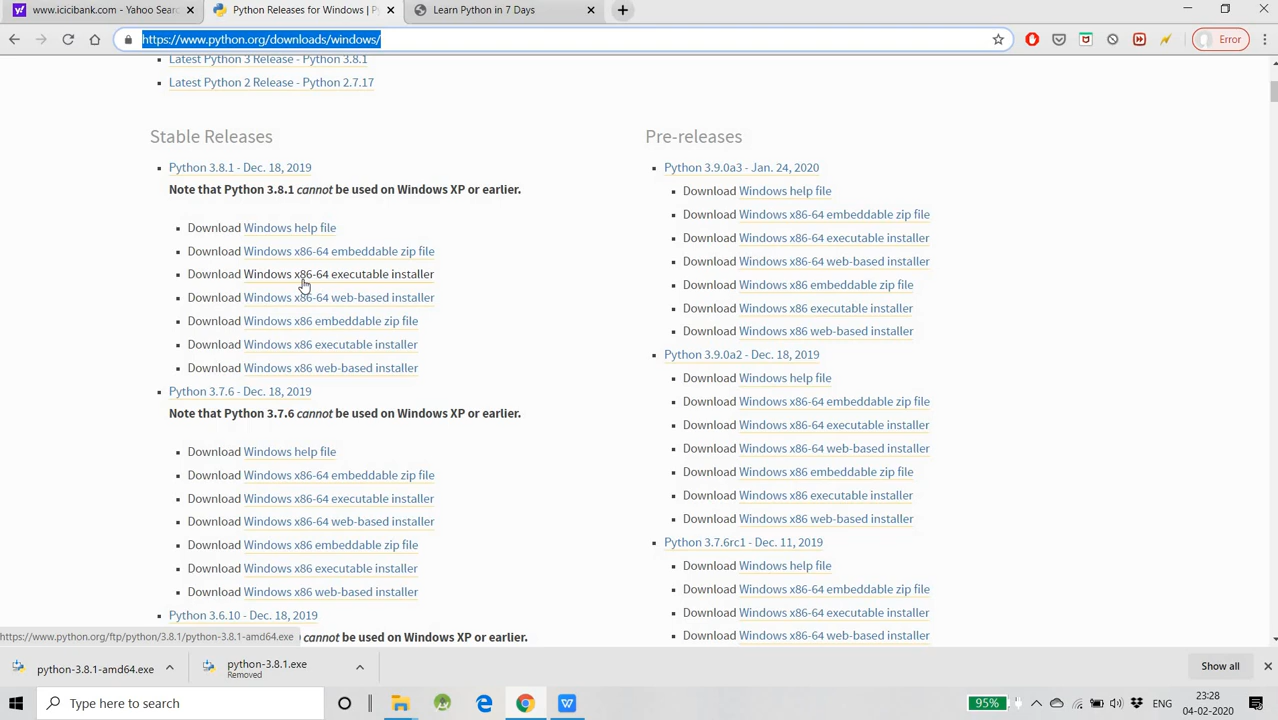 www.icicibank.com - Yahoo Sear
Python Releases for Windows | P
Learn Python in 7 Days
https://www.python.org/downloads/windows/
Error
Latest Python 3 Release - Python 3.8.1
Latest Python 2 Release - Python 2.7.17
Stable Releases
Python 3.8.1 - Dec. 18, 2019
Note that Python 3.8.1 cannot be used on Windows XP or earlier.
Download Windows help file
Download Windows x86-64 embeddable zip file
Download Windows x86-64 executable installer
Download Windows x86-64 web-based installer
Download Windows x86 embeddable zip file
Download Windows x86 executable installer
Download Windows x86 web-based installer
Python 3.7.6 - Dec. 18, 2019
Note that Python 3.7.6 cannot be used on Windows XP or earlier.
Download Windows help file
Download Windows x86-64 embeddable zip file
Download Windows x86-64 executable installer
Download Windows x86-64 web-based installer
Download Windows x86 embeddable zip file
Download Windows x86 executable installer
Download Windows x86 web-based installer
Python 3.6.10 - Dec. 18, 2019
cannot be used on Windows XP or earlier.
Pre-releases
Python 3.9.0a3 - Jan. 24, 2020
Download Windows help file
Download Windows x86-64 embeddable zip file
Download Windows x86-64 executable installer
Download Windows x86-64 web-based installer
Download Windows x86 embeddable zip file
Download Windows x86 executable installer
Download Windows x86 web-based installer
Python 3.9.0a2 - Dec. 18, 2019
Download Windows help file
Download Windows x86-64 embeddable zip file
Download Windows x86-64 executable installer
Download Windows x86-64 web-based installer
Download Windows x86 embeddable zip file
Download Windows x86 executable installer
Download Windows x86 web-based installer
Python 3.7.6rc1 - Dec. 11, 2019
Download Windows help file
Download Windows x86-64 embeddable zip file
Download Windows x86-64 executable installer
Download Windows x86-64 web-based installer
https://www.python.org/ftp/python/3.8.1/python-3.8.1-amd64.exe
python-3.8.1-amd64.exe
python-3.8.1.exe
Removed
Show all
Type here to search
95%
ENG
23:28
04-02-2020